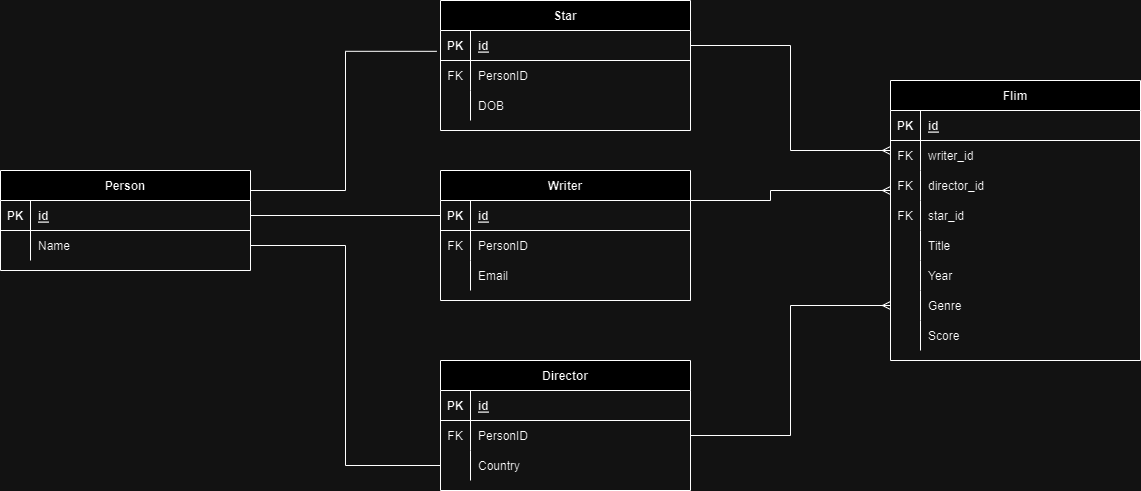 Star
PK id
FK PersonID
DOB
Flim
PK id
FK writer_id
FK director_id
FK star_id
Title
Year
Genre
Score
Person
PK id
Name
Writer
PK id
FK PersonID
Email
Director
PK id
FK PersonID
Country